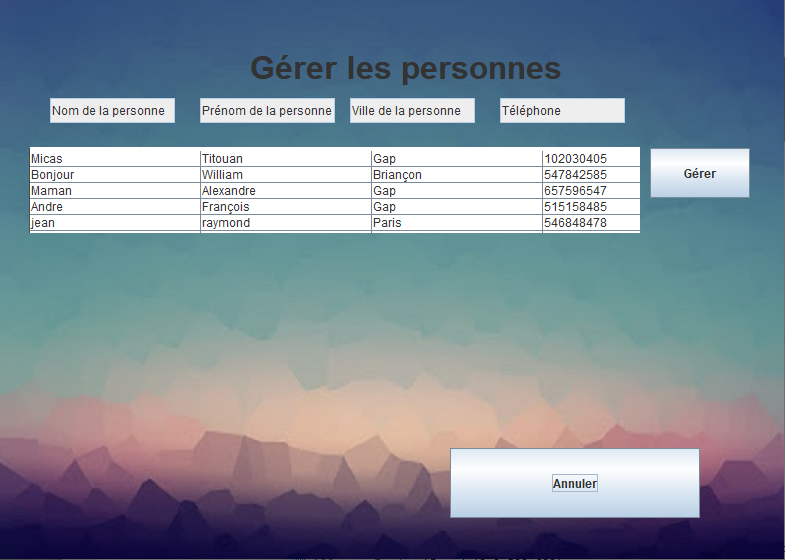 Gérer les personnes
Nom de la personne Prénom de la personne Ville de la personne Téléphone
Micas Titouan Gap 102030405
Bonjour William Briançon 547842585
Maman Alexandre Gap 657596547
Andre François Gap 515158485
jean raymond Paris 546848478
Gérer
Annuler